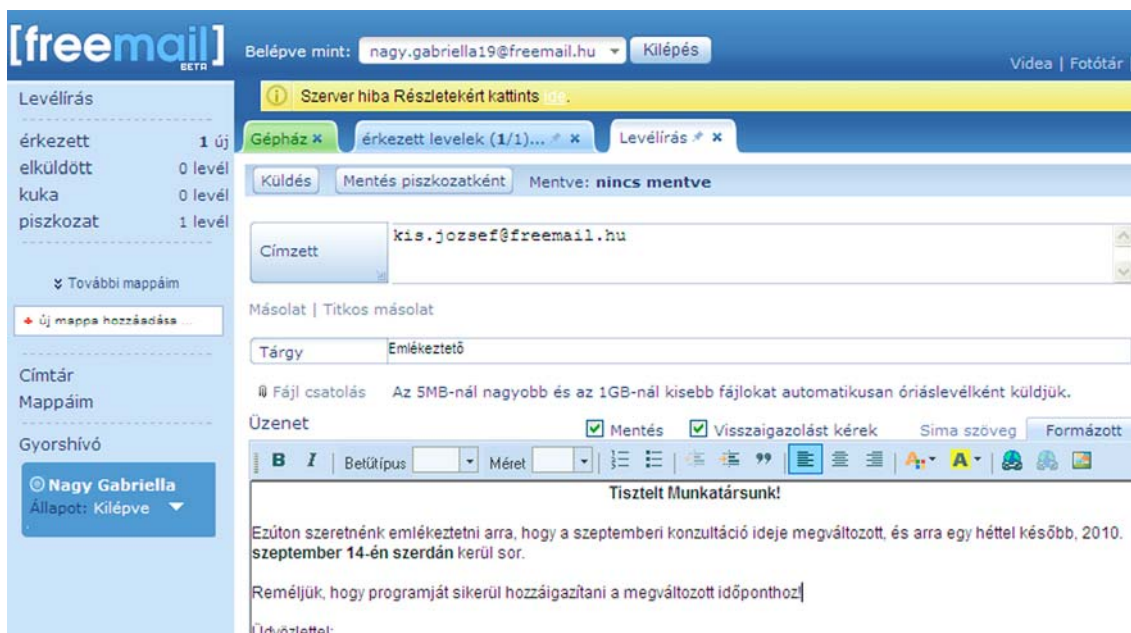 [freemail]
BETA
Belépve mint: nagy.gabriella19@freemail.hu Kilépés
Videa | Fotótár |
Szerver hiba Részletekért kattints ide.
Gépház × érkezett levelek (1/1)... × Levélírás ×
Levélírás
érkezett 1 új
elküldött 0 levél
kuka 0 levél
piszkozat 1 levél
További mappáim
új mappa hozzáadása ...
Címtár
Mappáim
Gyorshívó
Nagy Gabriella
Állapot: Kilépve
Küldés Mentés piszkozatként Mentve: nincs mentve
Címzett kis.jozsef@freemail.hu
Másolat | Titkos másolat
Tárgy Emlékeztető
Fájl csatolás Az 5MB-nál nagyobb és az 1GB-nál kisebb fájlokat automatikusan óriáslevélként küldjük.
Üzenet Mentés Visszaigazolást kérek Sima szöveg Formázott
B I Betűtípus Méret A A
Tisztelt Munkatársunk!
Ezúton szeretnénk emlékeztetni arra, hogy a szeptemberi konzultáció ideje megváltozott, és arra egy héttel később, 2010.
szeptember 14-én szerdán kerül sor.
Reméljük, hogy programját sikerül hozzáigazítani a megváltozott időponthoz!
Üdvözlettel: